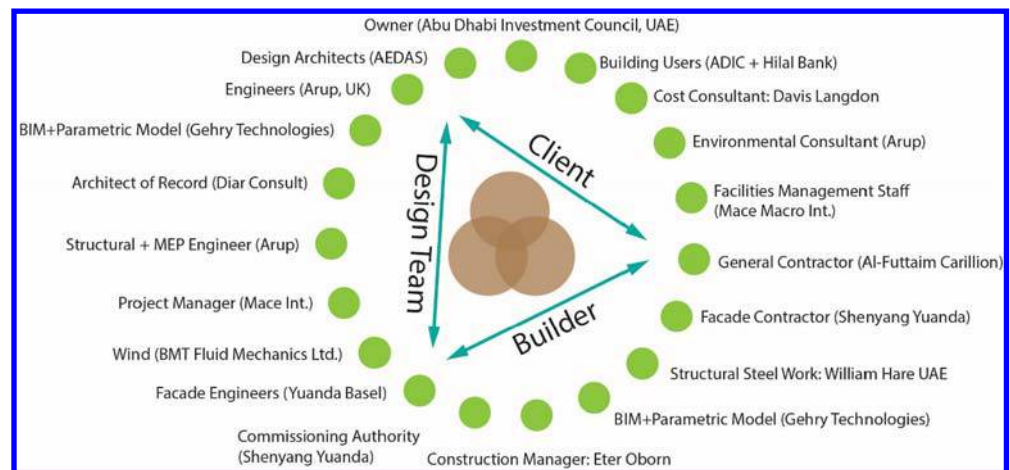 Owner (Abu Dhabi Investment Council, UAE)
Design Architects (AEDAS)
Building Users (ADIC + Hilal Bank)
Engineers (Arup, UK)
Cost Consultant: Davis Langdon
BIM+Parametric Model (Gehry Technologies)
Environmental Consultant (Arup)
Architect of Record (Diar Consult)
Facilities Management Staff
(Mace Macro Int.)
Structural + MEP Engineer (Arup)
General Contractor (Al-Futtaim Carillion)
Project Manager (Mace Int.)
Facade Contractor (Shenyang Yuanda)
Wind (BMT Fluid Mechanics Ltd.)
Structural Steel Work: William Hare UAE
Facade Engineers (Yuanda Basel)
BIM+Parametric Model (Gehry Technologies)
Commissioning Authority
(Shenyang Yuanda)
Construction Manager: Eter Oborn
Client
Design Team
Builder